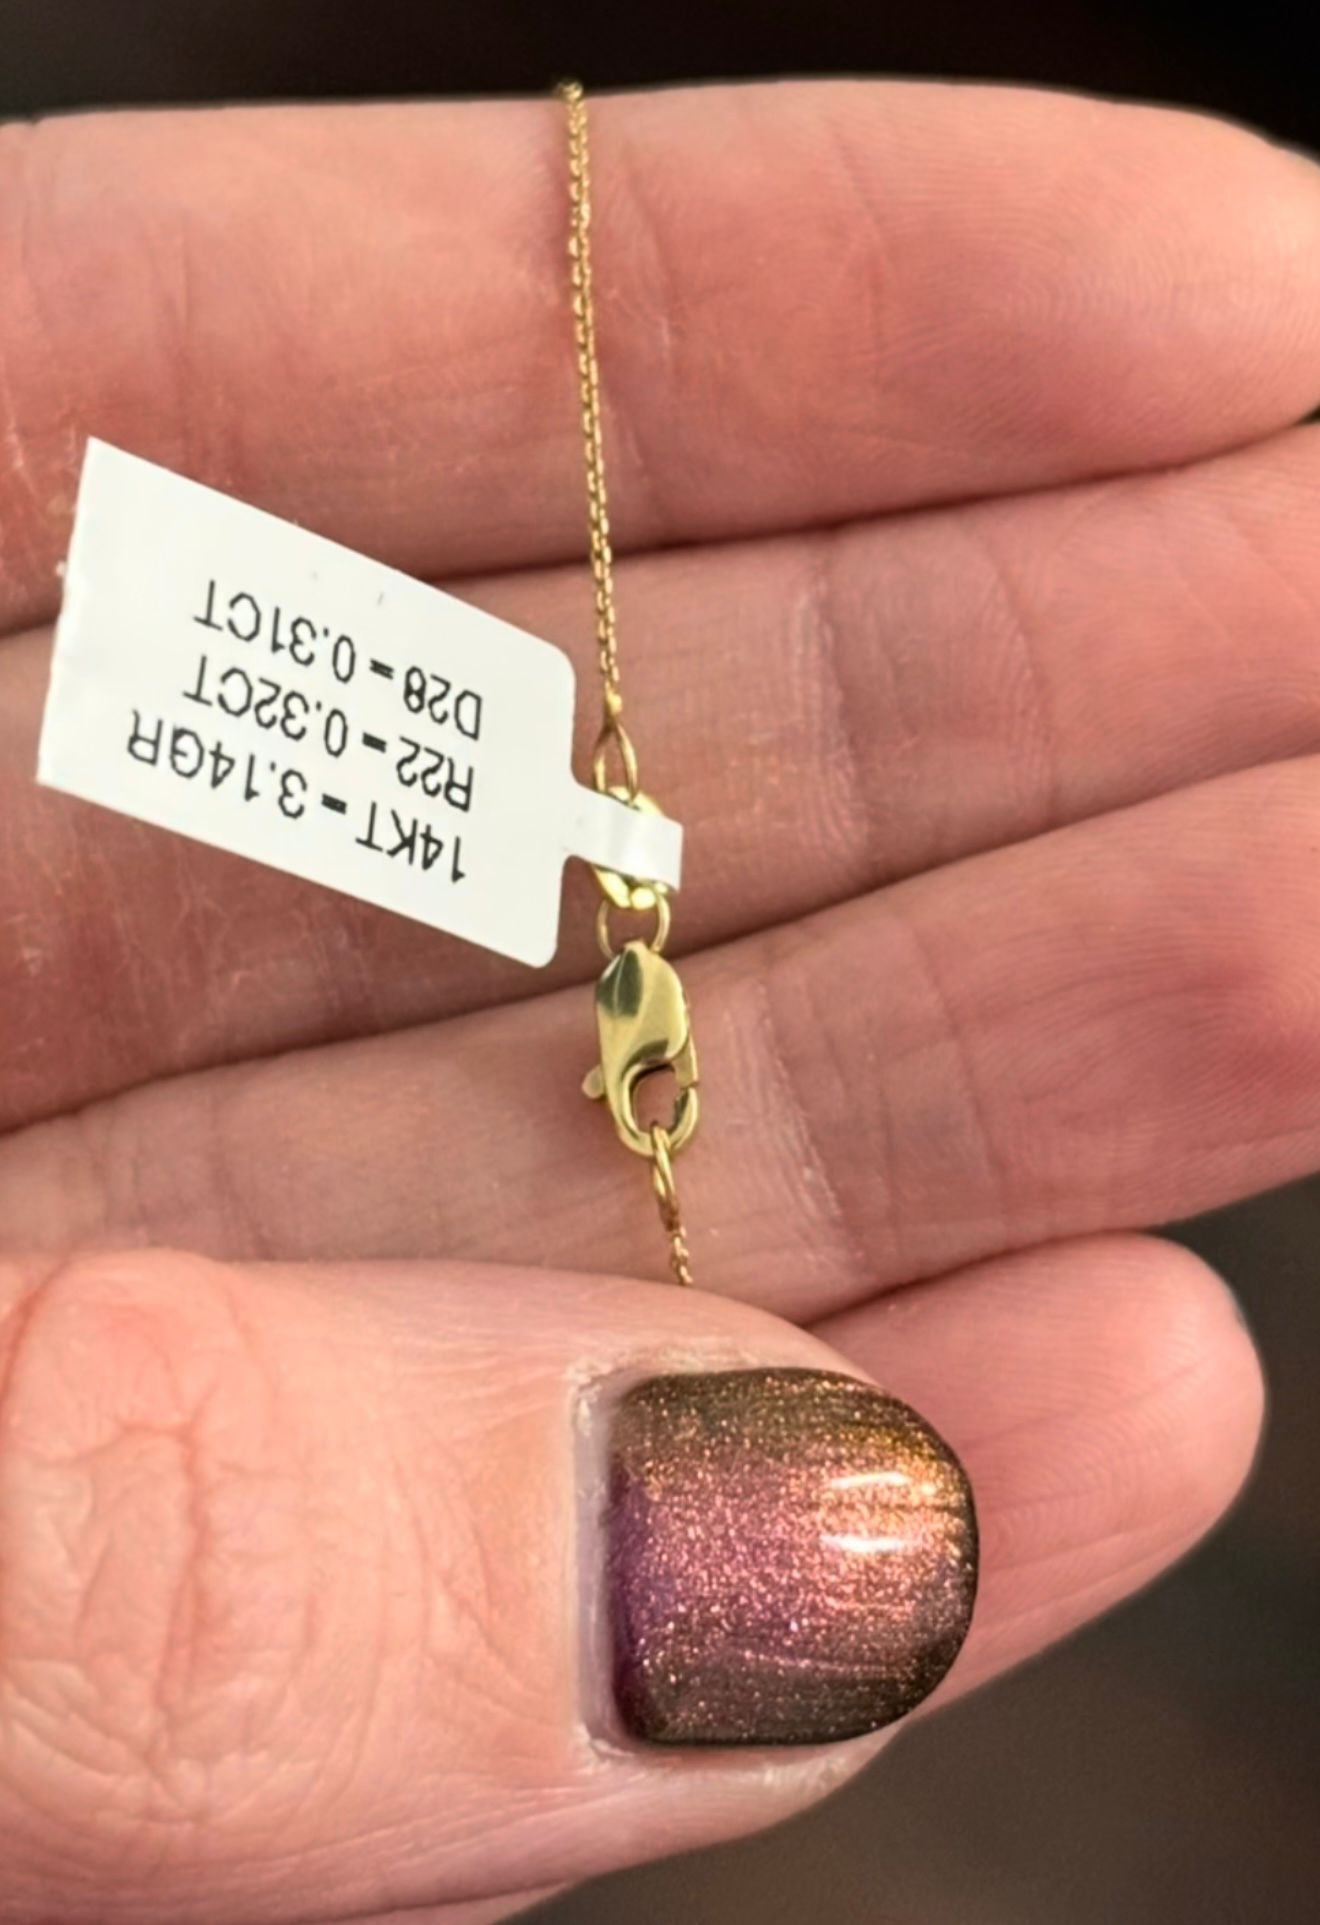 14KT = 3.14GR
R22 = 0.32CT
D28 = 0.31CT